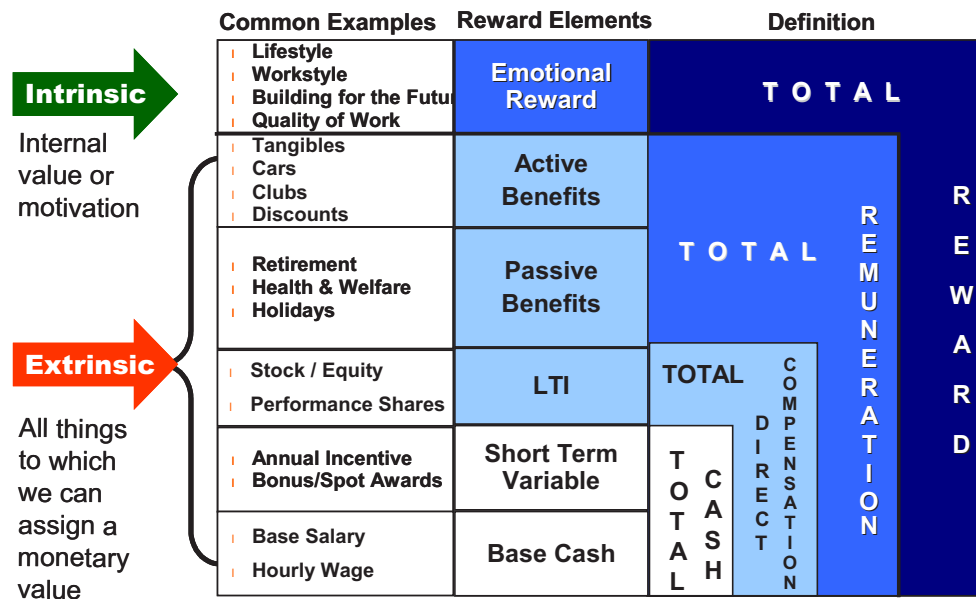 Common Examples
Reward Elements
Definition
Intrinsic
Internal
value or
motivation
Lifestyle
Workstyle
Building for the Futur
Quality of Work
Emotional
Reward
TOTAL
REWARD
Tangibles
Cars
Clubs
Discounts
Active
Benefits
TOTAL
REMUNERATION
Retirement
Health & Welfare
Holidays
Passive
Benefits
Extrinsic
All things
to which
we can
assign a
monetary
value
Stock / Equity
Performance Shares
LTI
TOTAL
DIRECT
COMPENSATION
Annual Incentive
Bonus/Spot Awards
Short Term
Variable
TOTAL
CASH
Base Salary
Hourly Wage
Base Cash